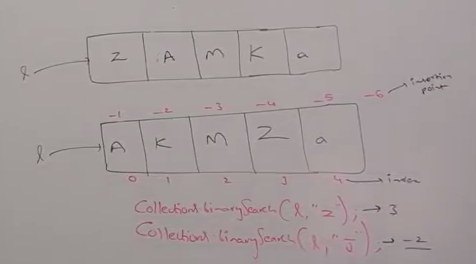 l → Z A M K a
-1 -2 -3 -4 -5 -6 → insertion point
l → A K M Z a
0 1 2 3 4 → index
Collections.binarySearch(l, "Z"); → 3
Collections.binarySearch(l, "J"); → -2